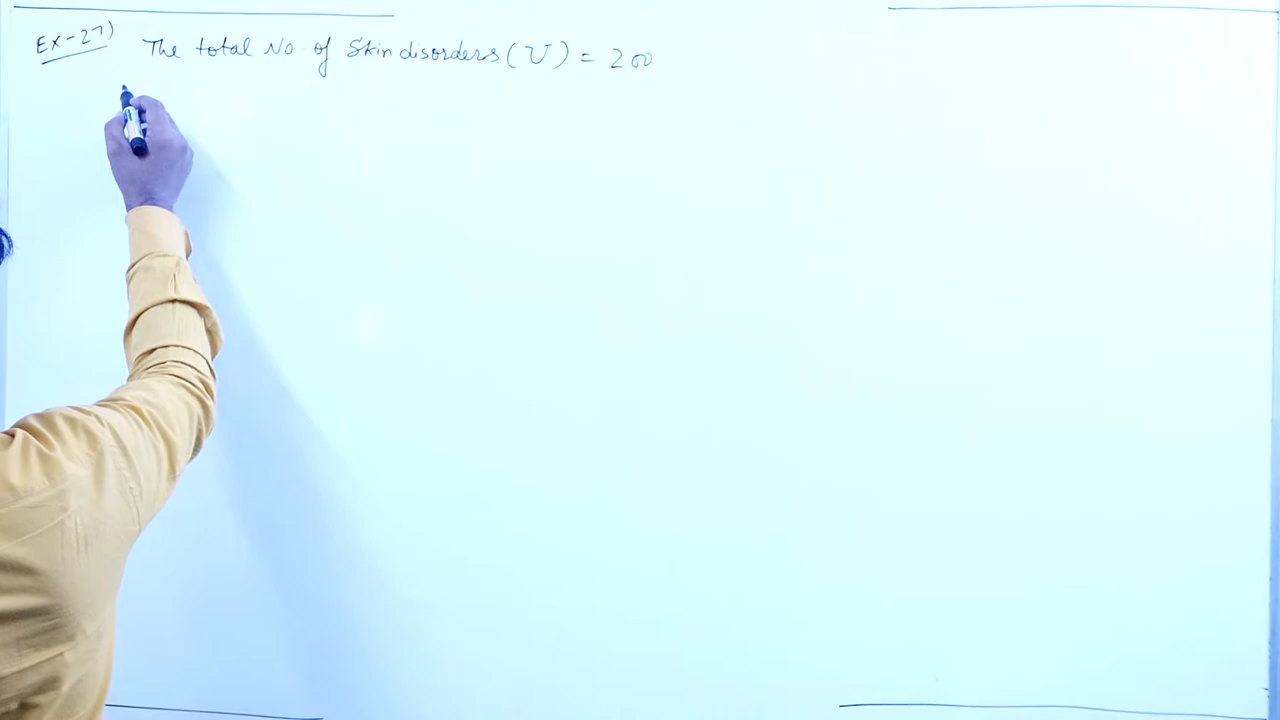 Ex-27) The total No. of Skin disorders (U) = 200